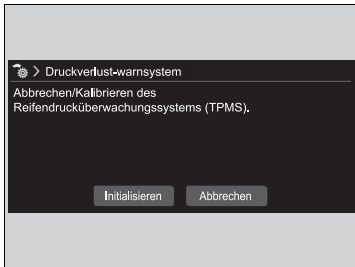 > Druckverlust-warnsystem
Abbrechen/Kalibrieren des
Reifendrucküberwachungssystems (TPMS).
Initialisieren Abbrechen